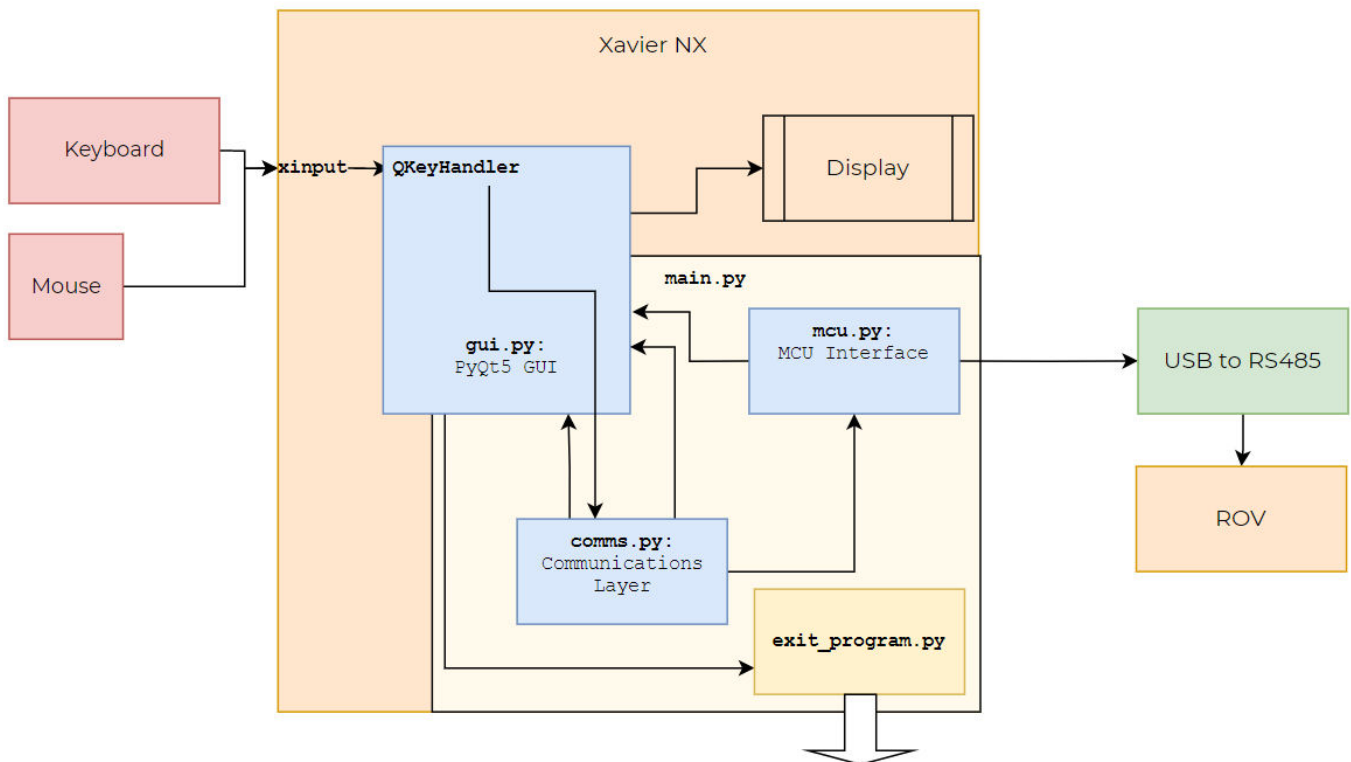 Xavier NX
Keyboard
xinput
QKeyHandler
Display
Mouse
main.py
mcu.py:
MCU Interface
gui.py:
PyQt5 GUI
USB to RS485
ROV
comms.py:
Communications
Layer
exit_program.py